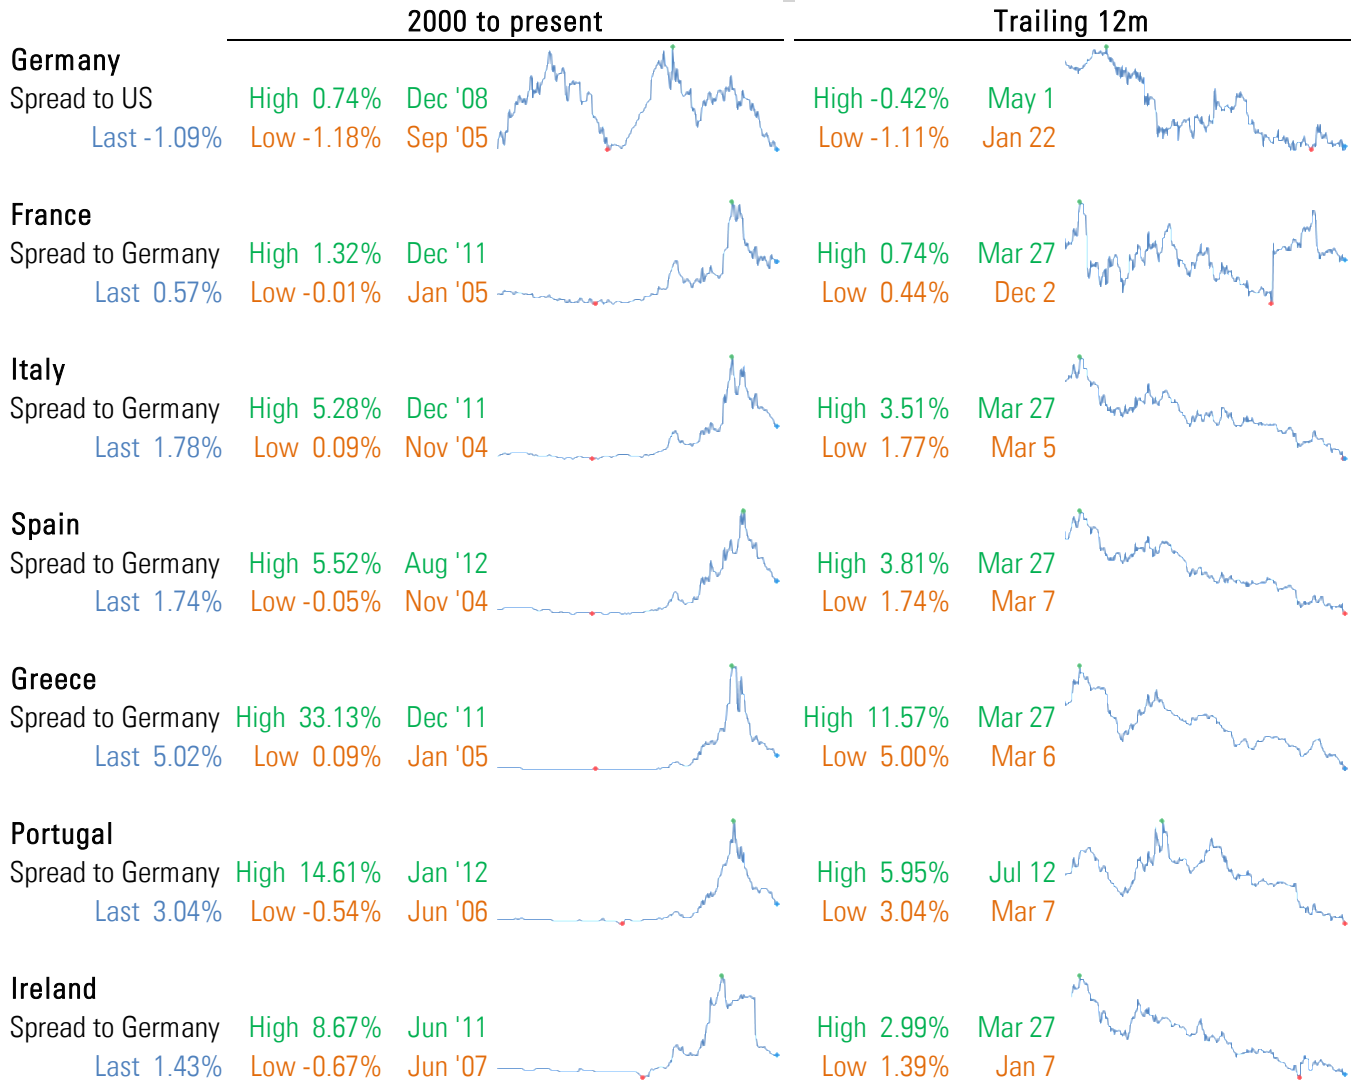 2000 to present Trailing 12m
Germany
Spread to US High 0.74% Dec '08 High -0.42% May 1
Last -1.09% Low -1.18% Sep '05 Low -1.11% Jan 22
France
Spread to Germany High 1.32% Dec '11 High 0.74% Mar 27
Last 0.57% Low -0.01% Jan '05 Low 0.44% Dec 2
Italy
Spread to Germany High 5.28% Dec '11 High 3.51% Mar 27
Last 1.78% Low 0.09% Nov '04 Low 1.77% Mar 5
Spain
Spread to Germany High 5.52% Aug '12 High 3.81% Mar 27
Last 1.74% Low -0.05% Nov '04 Low 1.74% Mar 7
Greece
Spread to Germany High 33.13% Dec '11 High 11.57% Mar 27
Last 5.02% Low 0.09% Jan '05 Low 5.00% Mar 6
Portugal
Spread to Germany High 14.61% Jan '12 High 5.95% Jul 12
Last 3.04% Low -0.54% Jun '06 Low 3.04% Mar 7
Ireland
Spread to Germany High 8.67% Jun '11 High 2.99% Mar 27
Last 1.43% Low -0.67% Jun '07 Low 1.39% Jan 7